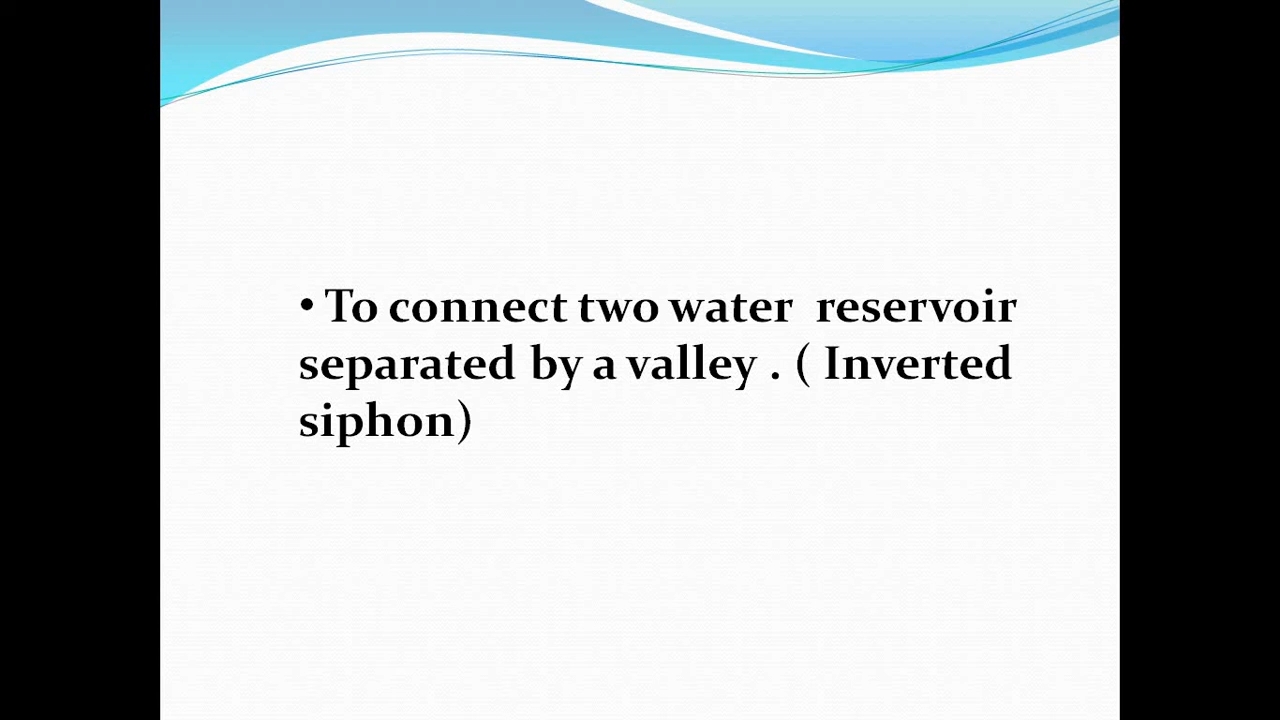 • To connect two water  reservoir
separated by a valley . ( Inverted
siphon)